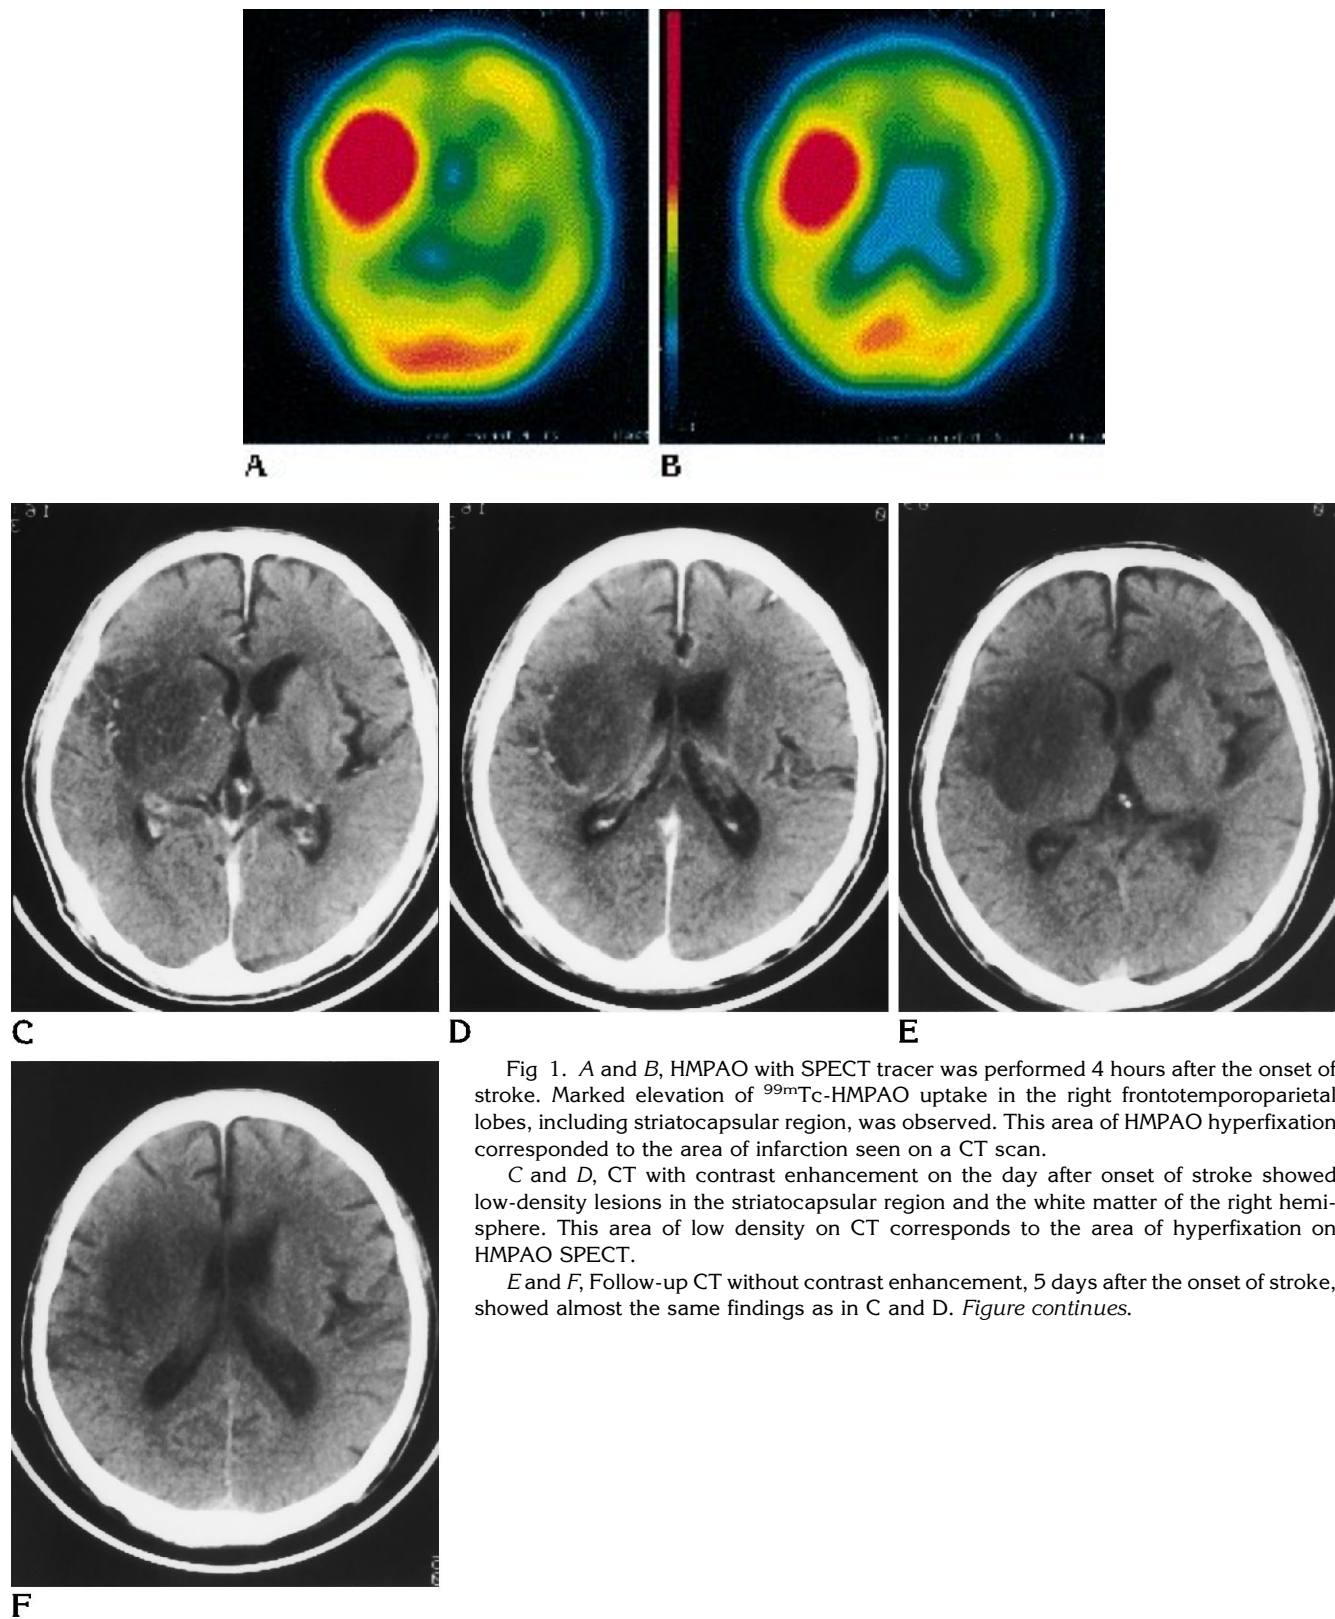 A
B
C
D
E
Fig 1. A and B, HMPAO with SPECT tracer was performed 4 hours after the onset of
stroke. Marked elevation of 99mTc-HMPAO uptake in the right frontotemporoparietal
lobes, including striatocapsular region, was observed. This area of HMPAO hyperfixation
corresponded to the area of infarction seen on a CT scan.
C and D, CT with contrast enhancement on the day after onset of stroke showed
low-density lesions in the striatocapsular region and the white matter of the right hemi-
sphere. This area of low density on CT corresponds to the area of hyperfixation on
HMPAO SPECT.
E and F, Follow-up CT without contrast enhancement, 5 days after the onset of stroke,
showed almost the same findings as in C and D. Figure continues.
F